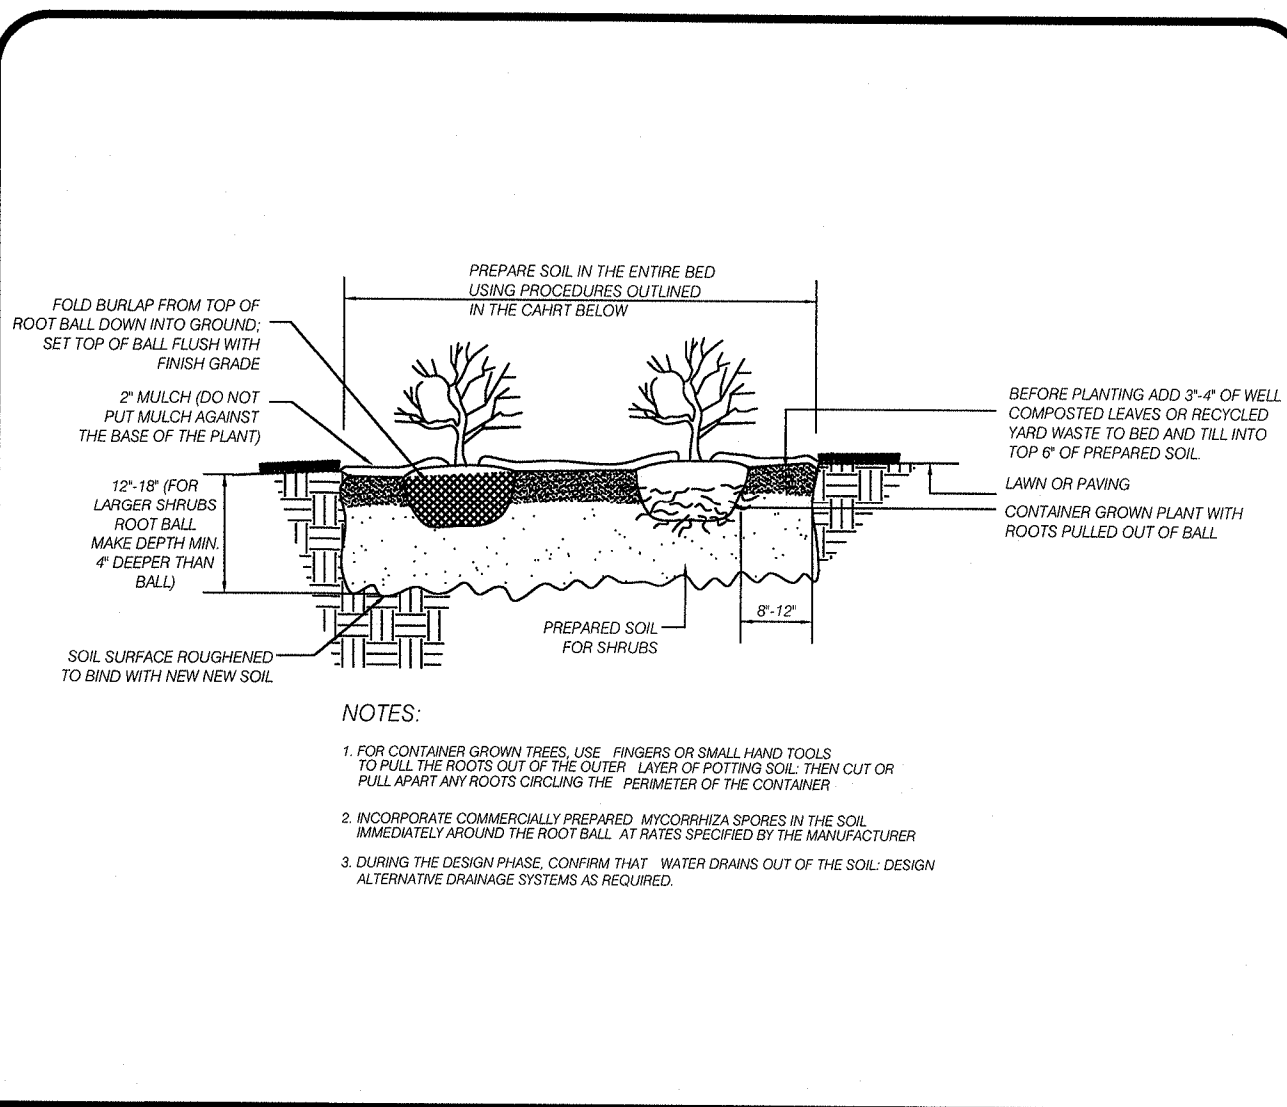 PREPARE SOIL IN THE ENTIRE BED
USING PROCEDURES OUTLINED
IN THE CAHRT BELOW
FOLD BURLAP FROM TOP OF
ROOT BALL DOWN INTO GROUND;
SET TOP OF BALL FLUSH WITH
FINISH GRADE
2" MULCH (DO NOT
PUT MULCH AGAINST
THE BASE OF THE PLANT)
12"-18" (FOR
LARGER SHRUBS
ROOT BALL
MAKE DEPTH MIN.
4" DEEPER THAN
BALL)
SOIL SURFACE ROUGHENED
TO BIND WITH NEW NEW SOIL
BEFORE PLANTING ADD 3"-4" OF WELL
COMPOSTED LEAVES OR RECYCLED
YARD WASTE TO BED AND TILL INTO
TOP 6" OF PREPARED SOIL.
LAWN OR PAVING
CONTAINER GROWN PLANT WITH
ROOTS PULLED OUT OF BALL
8"-12"
PREPARED SOIL
FOR SHRUBS
NOTES:
1. FOR CONTAINER GROWN TREES, USE FINGERS OR SMALL HAND TOOLS
TO PULL THE ROOTS OUT OF THE OUTER LAYER OF POTTING SOIL: THEN CUT OR
PULL APART ANY ROOTS CIRCLING THE PERIMETER OF THE CONTAINER
2. INCORPORATE COMMERCIALLY PREPARED MYCORRHIZA SPORES IN THE SOIL
IMMEDIATELY AROUND THE ROOT BALL AT RATES SPECIFIED BY THE MANUFACTURER
3. DURING THE DESIGN PHASE, CONFIRM THAT WATER DRAINS OUT OF THE SOIL: DESIGN
ALTERNATIVE DRAINAGE SYSTEMS AS REQUIRED.